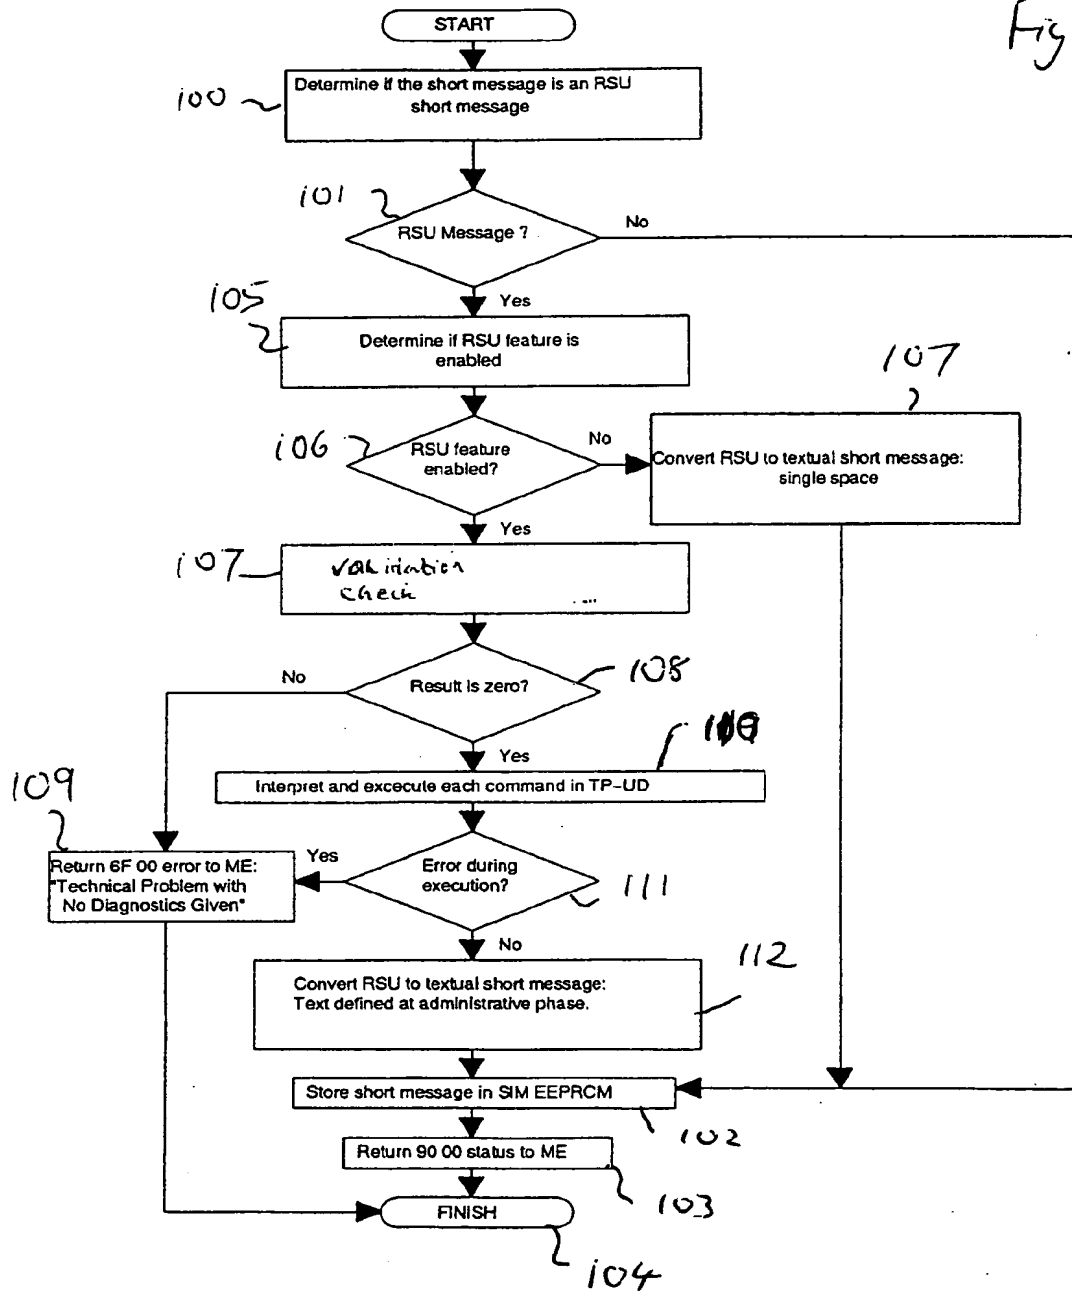 START
Fig
Determine if the short message is an RSU
short message
100
101
RSU Message ?
No
Yes
105
Determine if RSU feature is
enabled
107
106
RSU feature
enabled?
No
Convert RSU to textual short message:
single space
Yes
107
check
No
Result is zero?
108
Yes
Interpret and excecute each command in TP-UD
109
Return 6F 00 error to ME:
"Technical Problem with
No Diagnostics Given"
Yes
Error during
execution?
111
No
Convert RSU to textual short message:
Text defined at administrative phase.
112
Store short message in SIM EEPRCM
102
Return 90 00 status to ME
103
FINISH
104